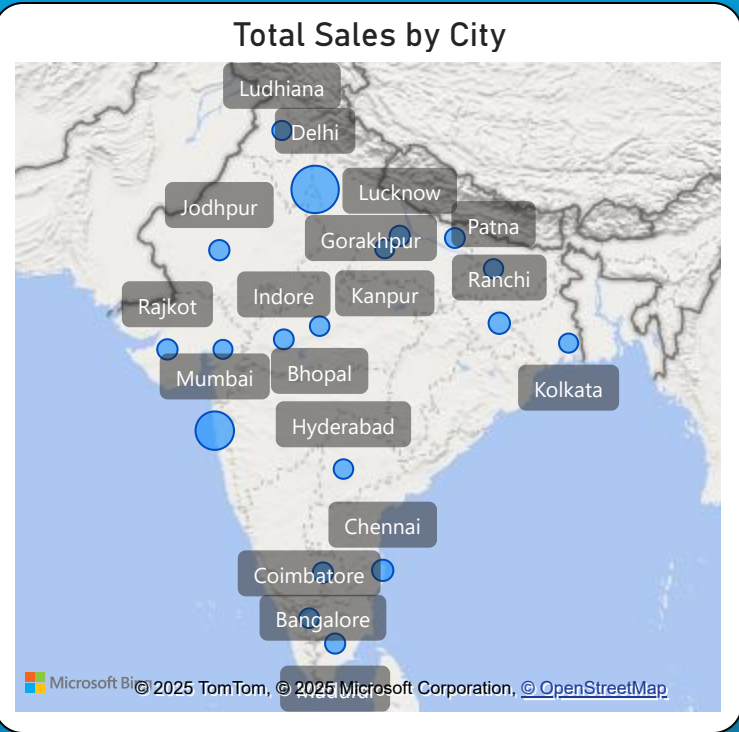 Total Sales by City
Ludhiana
Delhi
Lucknow
Jodhpur
Patna
Gorakhpur
Ranchi
Indore
Kanpur
Rajkot
Mumbai
Bhopal
Kolkata
Hyderabad
Chennai
Coimbatore
Bangalore
Madurai
Microsoft Bing
© 2025 TomTom, © 2025 Microsoft Corporation, © OpenStreetMap